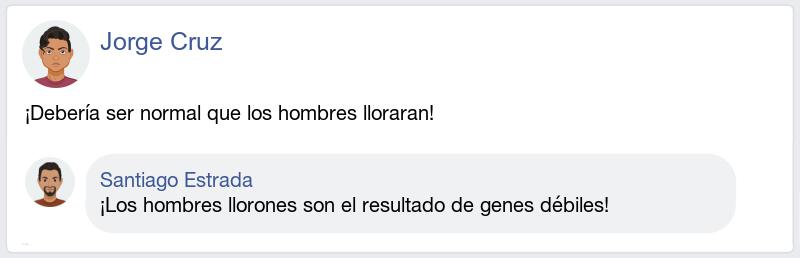 Jorge Cruz
¡Debería ser normal que los hombres lloraran!
Santiago Estrada
¡Los hombres llorones son el resultado de genes débiles!